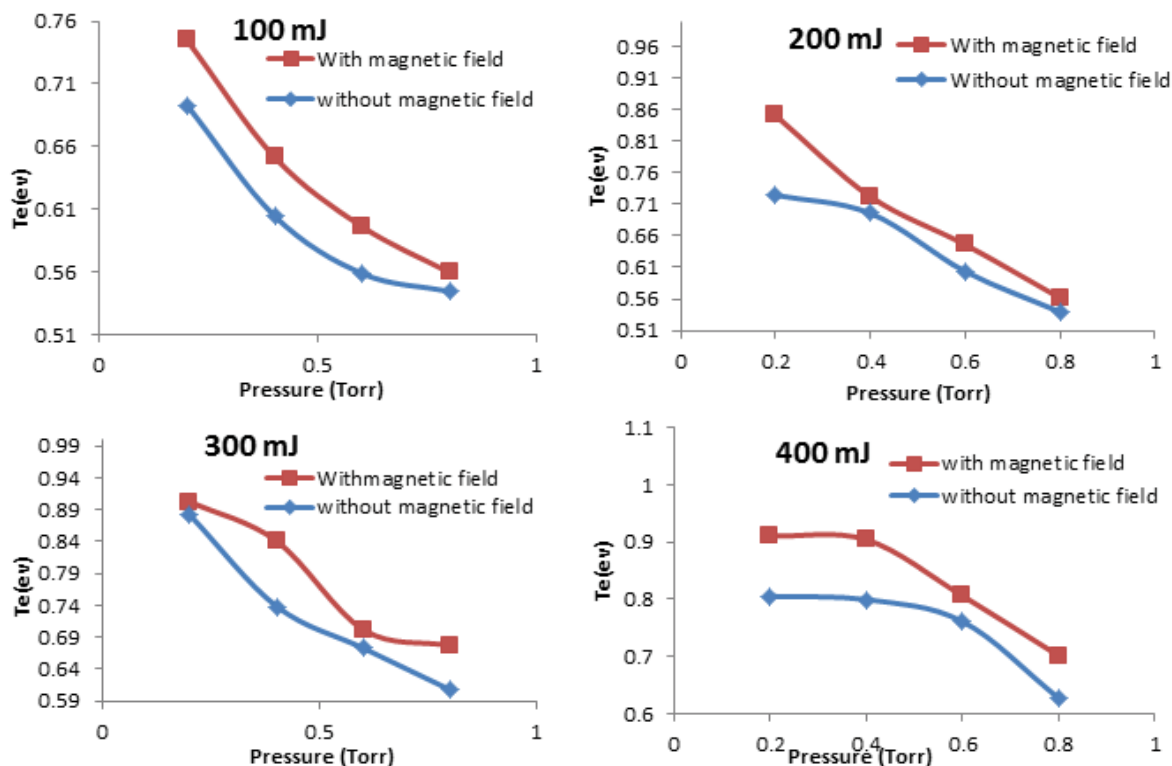 100 mJ
With magnetic field
without magnetic field
0.76
0.71
0.66
0.61
0.56
0.51
Te(ev)
0
0.5
1
Pressure (Torr)
200 mJ
With magnetic field
Without magnetic field
0.96
0.91
0.86
0.81
0.76
0.71
0.66
0.61
0.56
0.51
Te(ev)
0
0.2
0.4
0.6
0.8
1
Pressure (Torr)
300 mJ
Withmagnetic field
without magnetic field
0.99
0.94
0.89
0.84
0.79
0.74
0.69
0.64
0.59
Te(ev)
0
0.5
1
Pressure (Torr)
400 mJ
with magnetic field
without magnetic field
1.1
1
0.9
0.8
0.7
0.6
Te(ev)
0
0.2
0.4
0.6
0.8
1
Pressure (Torr)